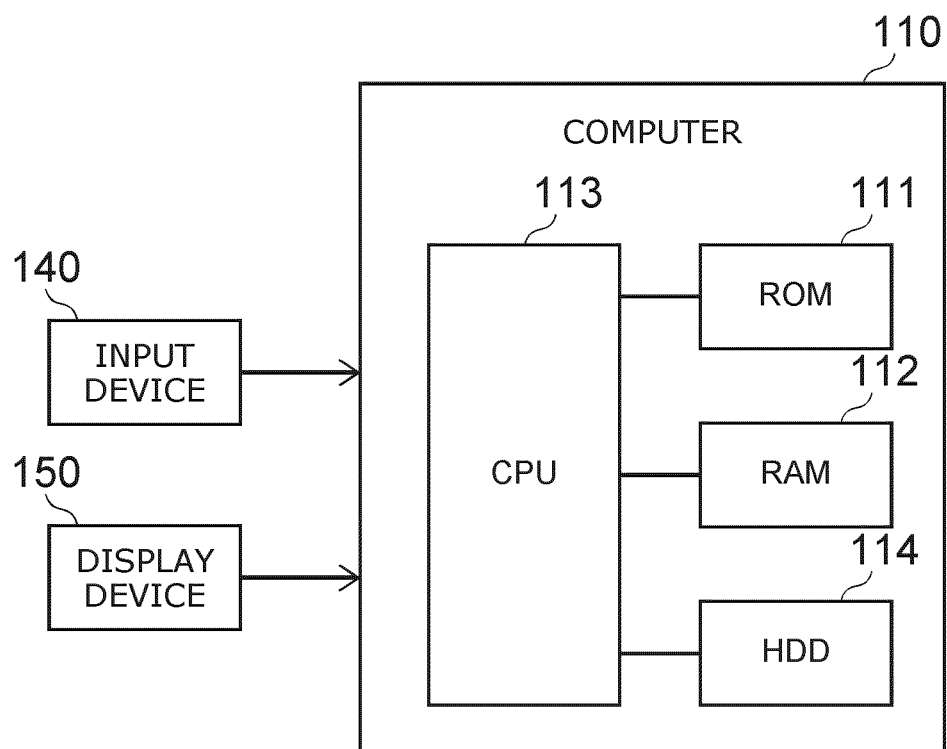 110
COMPUTER
113
111
ROM
140
INPUT
DEVICE
112
CPU
RAM
150
DISPLAY
DEVICE
114
HDD